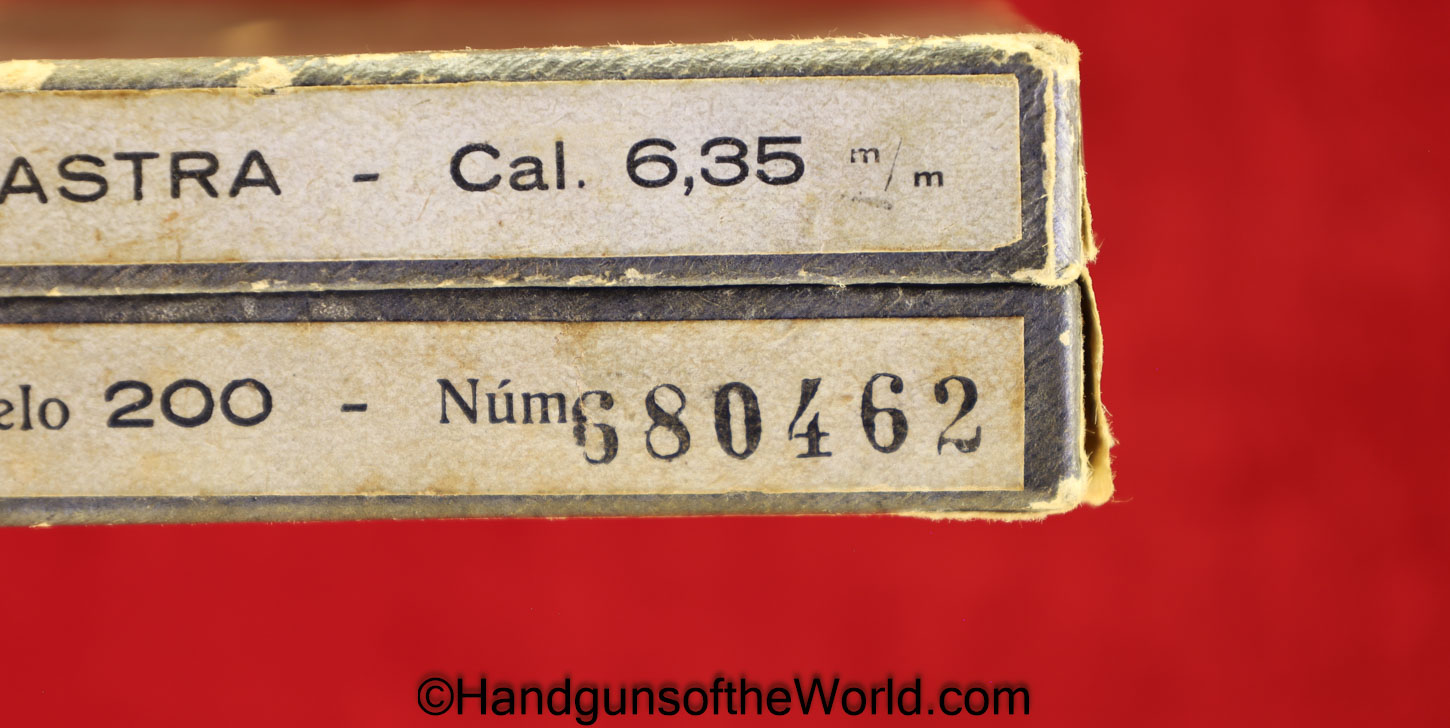 ASTRA - Cal. 6,35 m/m
elo 200 - Núm. 680462
©HandgunsoftheWorld.com